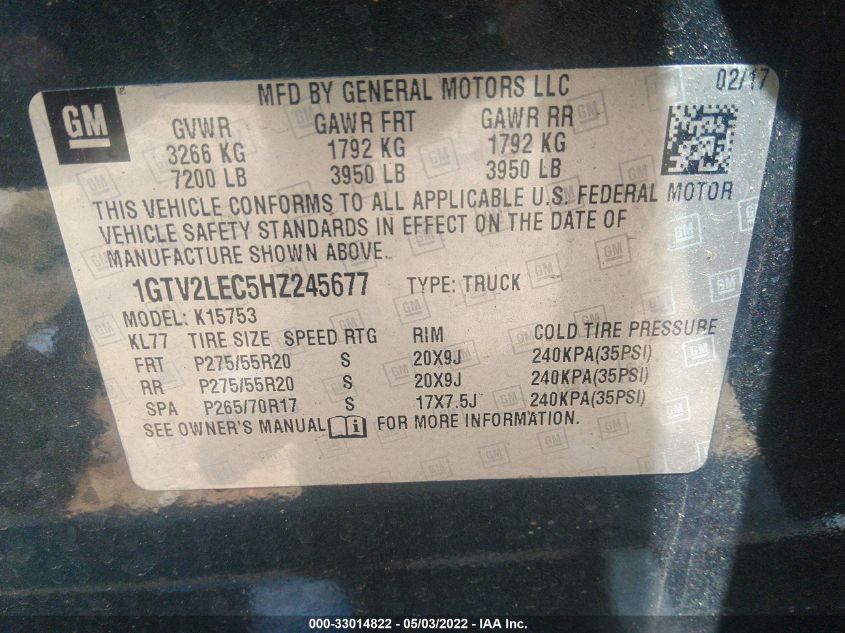 MFD BY GENERAL MOTORS LLC 02/17
GM
GVWR GAWR FRT GAWR RR
3266 KG 1792 KG 1792 KG
7200 LB 3950 LB 3950 LB
THIS VEHICLE CONFORMS TO ALL APPLICABLE U.S. FEDERAL MOTOR
VEHICLE SAFETY STANDARDS IN EFFECT ON THE DATE OF
MANUFACTURE SHOWN ABOVE.
1GTV2LEC5HZ245677 TYPE: TRUCK
MODEL: K15753
KL77 TIRE SIZE SPEED RTG RIM COLD TIRE PRESSURE
FRT P275/55R20 S 20X9J 240KPA(35PSI)
RR P275/55R20 S 20X9J 240KPA(35PSI)
SPA P265/70R17 S 17X7.5J 240KPA(35PSI)
SEE OWNER'S MANUAL i FOR MORE INFORMATION.
000-33014822 - 05/03/2022 - IAA Inc.